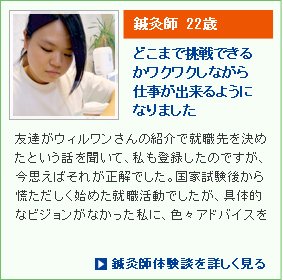 鍼灸師 22歳
どこまで挑戦できる
かワクワクしながら
仕事が出来るように
なりました
友達がウィルワンさんの紹介で就職先を決め
たという話を聞いて、私も登録したのですが、
今思えばそれが正解でした。国家試験後から
慌ただしく始めた就職活動でしたが、具体的
なビジョンがなかった私に、色々アドバイスを
鍼灸師体験談を詳しく見る